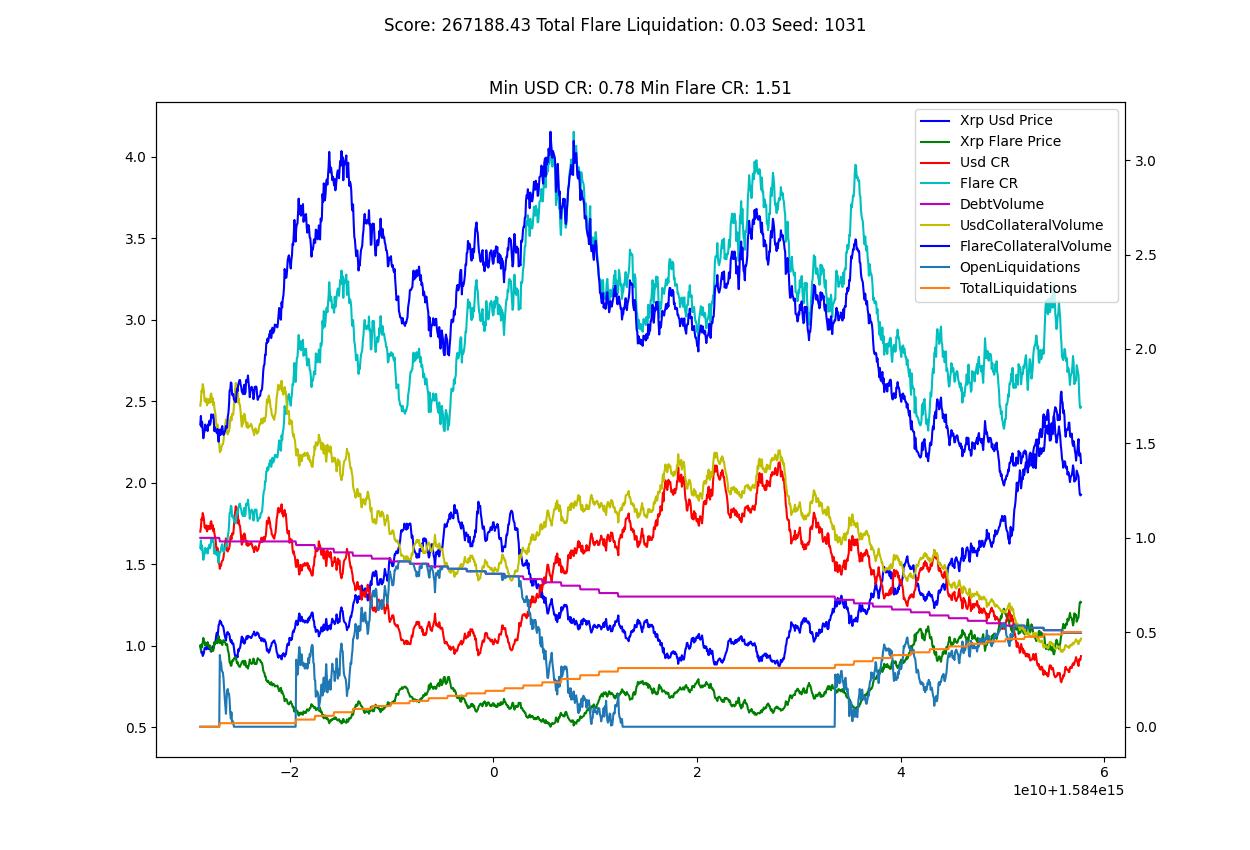 Score: 267188.43 Total Flare Liquidation: 0.03 Seed: 1031
Min USD CR: 0.78 Min Flare CR: 1.51
Xrp Usd Price
Xrp Flare Price
Usd CR
Flare CR
DebtVolume
UsdCollateralVolume
FlareCollateralVolume
OpenLiquidations
TotalLiquidations
4.0
3.5
3.0
2.5
2.0
1.5
1.0
0.5
3.0
2.5
2.0
1.5
1.0
0.5
0.0
−2 0 2 4 6
1e10+1.584e15